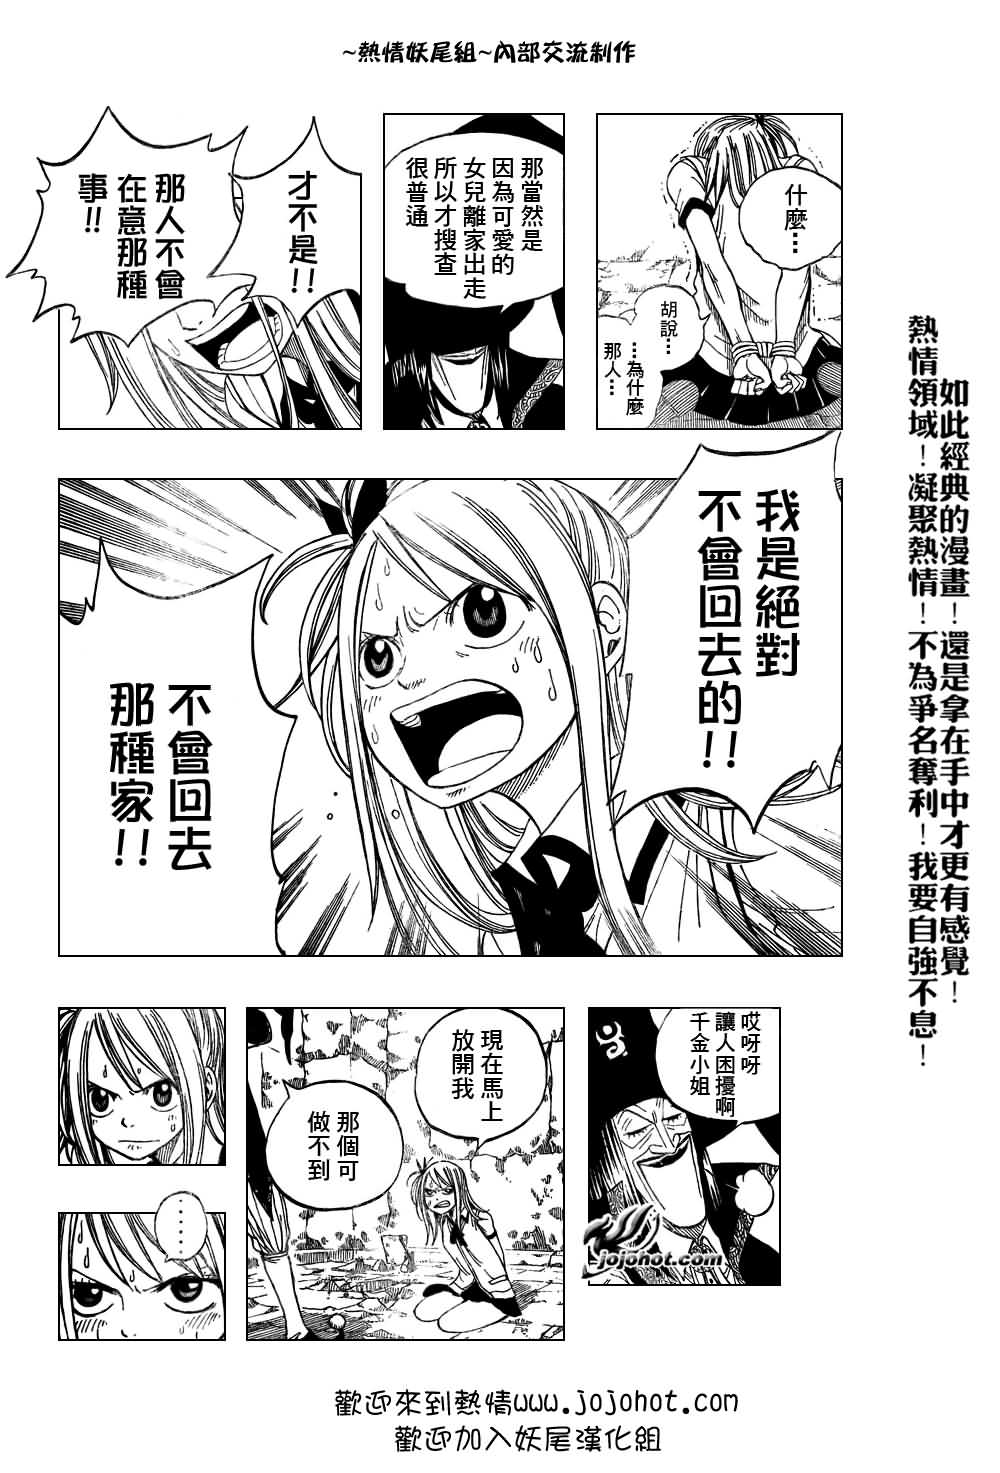 ~熱情妖尾組~內部交流制作
什麼…
胡說…
…為什麼
那人…
那當然是
因為可愛的
女兒離家出走
所以才搜查
很普通
才不是!!
那人不會
在意那種
事!!
我是絕對
不會回去的!!
不會回去
那種家!!
哎呀呀
讓人困擾啊
千金小姐
現在馬上
放開我
那個可
做不到
……
如此經典的漫畫!還是拿在手中才更有感覺!
熱情領域!凝聚熱情!不為爭名奪利!我要自強不息!
jojohot.com
歡迎來到熱情www.jojohot.com
歡迎加入妖尾漢化組